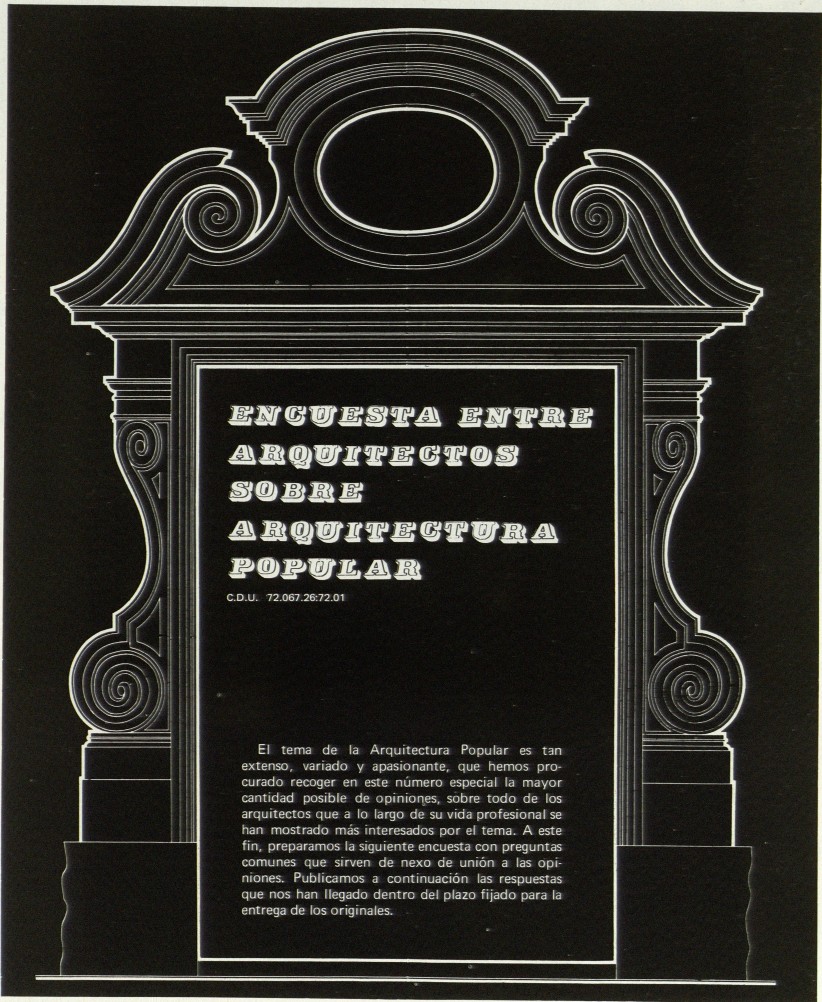 ENCUESTA ENTRE
ARQUITECTOS
SOBRE
ARQUITECTURA
POPULAR
C.D.U. 72.067.26:72.01
El tema de la Arquitectura Popular es tan
extenso, variado y apasionante, que hemos pro-
curado recoger en este número especial la mayor
cantidad posible de opiniones, sobre todo de los
arquitectos que a lo largo de su vida profesional se
han mostrado más interesados por el tema. A este
fin, preparamos la siguiente encuesta con preguntas
comunes que sirven de nexo de unión a las opi-
niones. Publicamos a continuación las respuestas
que nos han llegado dentro del plazo fijado para la
entrega de los originales.